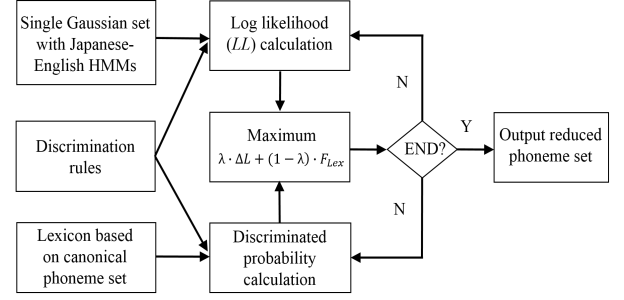 Single Gaussian set
with Japanese-
English HMMs
Log likelihood
(LL) calculation
N
Discrimination
rules
Maximum
λ · ΔL + (1 − λ) · F_Lex
END?
Y
Output reduced
phoneme set
N
Lexicon based
on canonical
phoneme set
Discriminated
probability
calculation